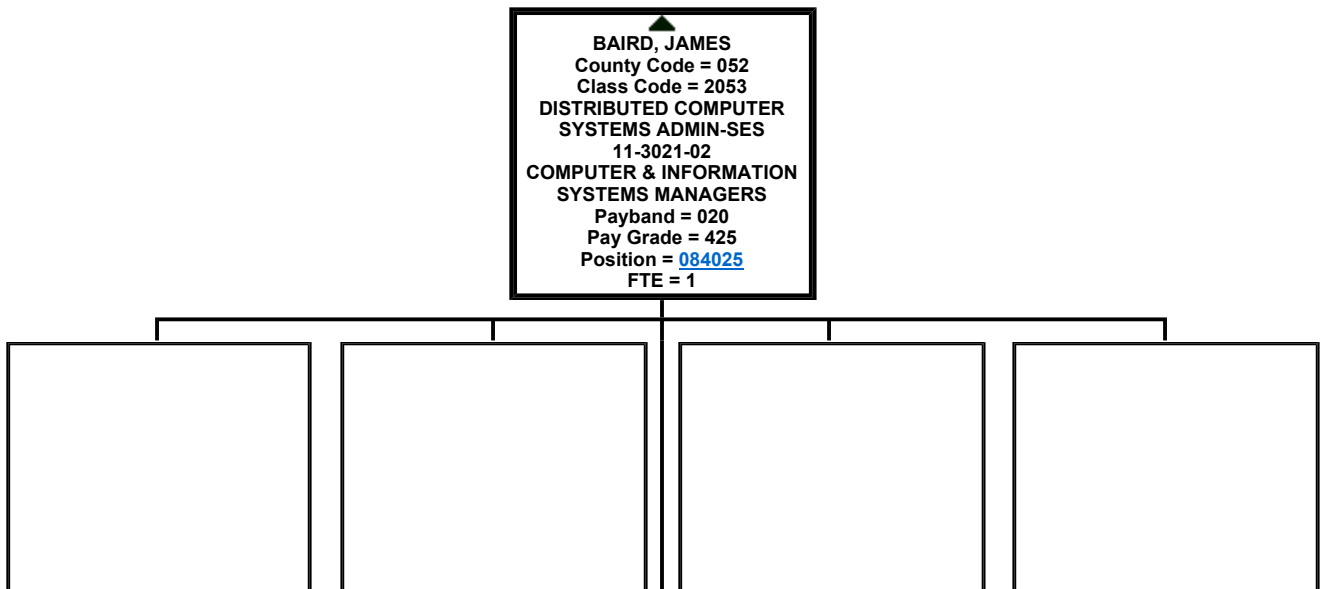 BAIRD, JAMES
County Code = 052
Class Code = 2053
DISTRIBUTED COMPUTER
SYSTEMS ADMIN-SES
11-3021-02
COMPUTER & INFORMATION
SYSTEMS MANAGERS
Payband = 020
Pay Grade = 425
Position = 084025
FTE = 1